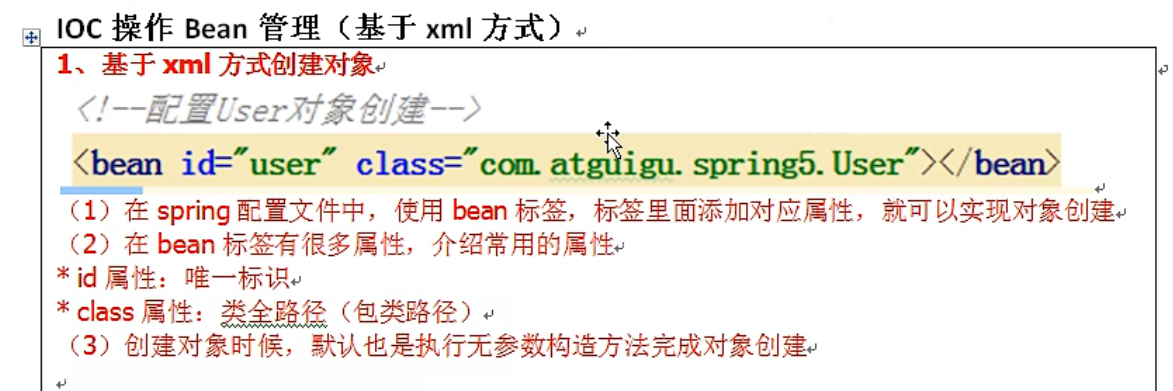 IOC 操作 Bean 管理（基于 xml 方式）
1、基于 xml 方式创建对象
<!--配置User对象创建-->
<bean id="user" class="com.atguigu.spring5.User"></bean>
（1）在 spring 配置文件中，使用 bean 标签，标签里面添加对应属性，就可以实现对象创建
（2）在 bean 标签有很多属性，介绍常用的属性
* id 属性：唯一标识
* class 属性：类全路径（包类路径）
（3）创建对象时候，默认也是执行无参数构造方法完成对象创建